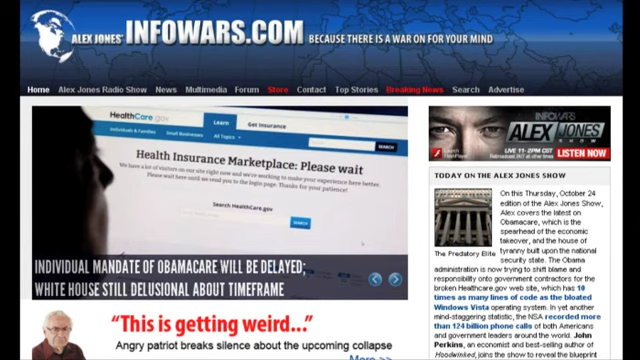 ALEX JONES' INFOWARS.COM BECAUSE THERE IS A WAR ON FOR YOUR MIND
Home Alex Jones Radio Show News Multimedia Forum Store Contact Top Stories Breaking News Search Advertise
HealthCare.gov
Learn Get Insurance
Individuals & Families Small Businesses All Topics
SEARCH
Health Insurance Marketplace: Please wait
We have a lot of visitors on our site right now and we're working to make your experience here better.
Please wait here until we send you to the login page. Thanks for your patience!
Search HealthCare.gov
SEARCH
INDIVIDUAL MANDATE OF OBAMACARE WILL BE DELAYED;
WHITE HOUSE STILL DELUSIONAL ABOUT TIMEFRAME
"This is getting weird..."
Angry patriot breaks silence about the upcoming collapse
More >>
INFOWARS
ALEX JONES
SHOW
LIVE 11-2PM CST
LISTEN NOW
TODAY ON THE ALEX JONES SHOW
The Predatory Elite
On this Thursday, October 24
edition of the Alex Jones Show,
Alex covers the latest on
Obamacare, which is the
spearhead of the economic
takeover, and the house of
tyranny built upon the national
security state. The Obama
administration is now trying to shift blame and
responsibility onto government contractors for the
broken Healthcare.gov web site, which has 10
times as many lines of code as the bloated
Windows Vista operating system. In yet another
mind-staggering statistic, the NSA recorded more
than 124 billion phone calls of both Americans
and government leaders around the world. John
Perkins, an economist and best-selling author of
Hoodwinked, joins the show to reveal the blueprint